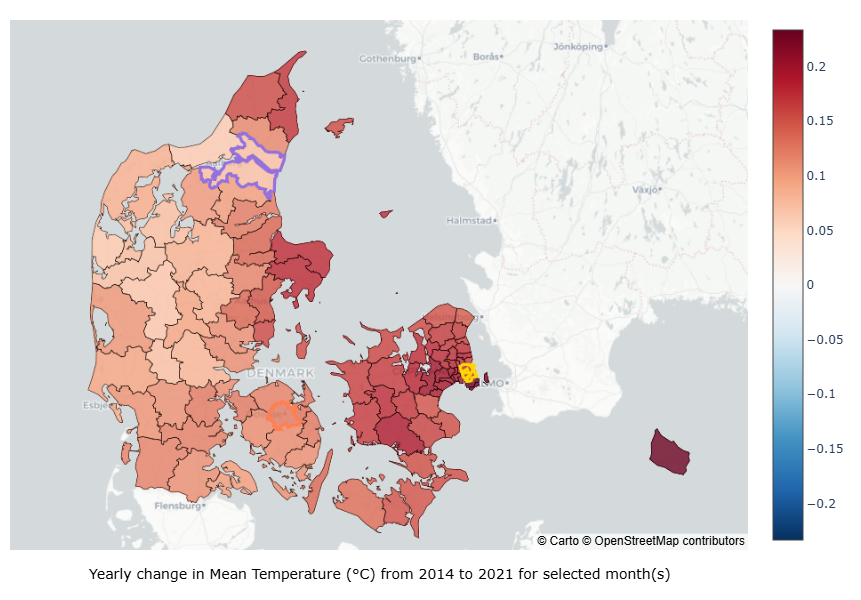 Gothenburg
Borås
Jönköping
Växjö
Halmstad
DENMARK
MO
Esbje
Flensburg
0.2
0.15
0.1
0.05
0
−0.05
−0.1
−0.15
−0.2
© Carto © OpenStreetMap contributors
Yearly change in Mean Temperature (°C) from 2014 to 2021 for selected month(s)